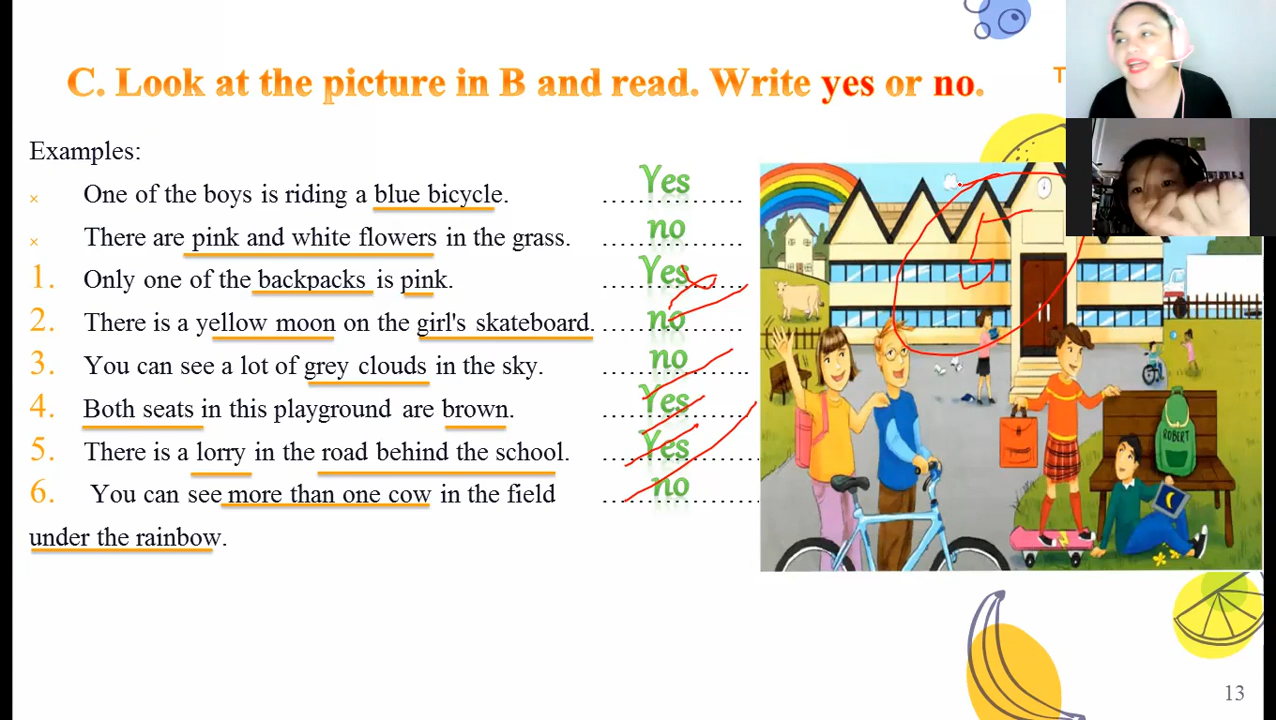 C. Look at the picture in B and read. Write yes or no.
T
Examples:
× One of the boys is riding a blue bicycle. .................. Yes
× There are pink and white flowers in the grass. .................. no
1. Only one of the backpacks is pink. .................. Yes
2. There is a yellow moon on the girl's skateboard. .................. no
3. You can see a lot of grey clouds in the sky. .................. no
4. Both seats in this playground are brown. .................. Yes
5. There is a lorry in the road behind the school. .................. Yes
6. You can see more than one cow in the field .................. no
under the rainbow.
5
ROBERT
13